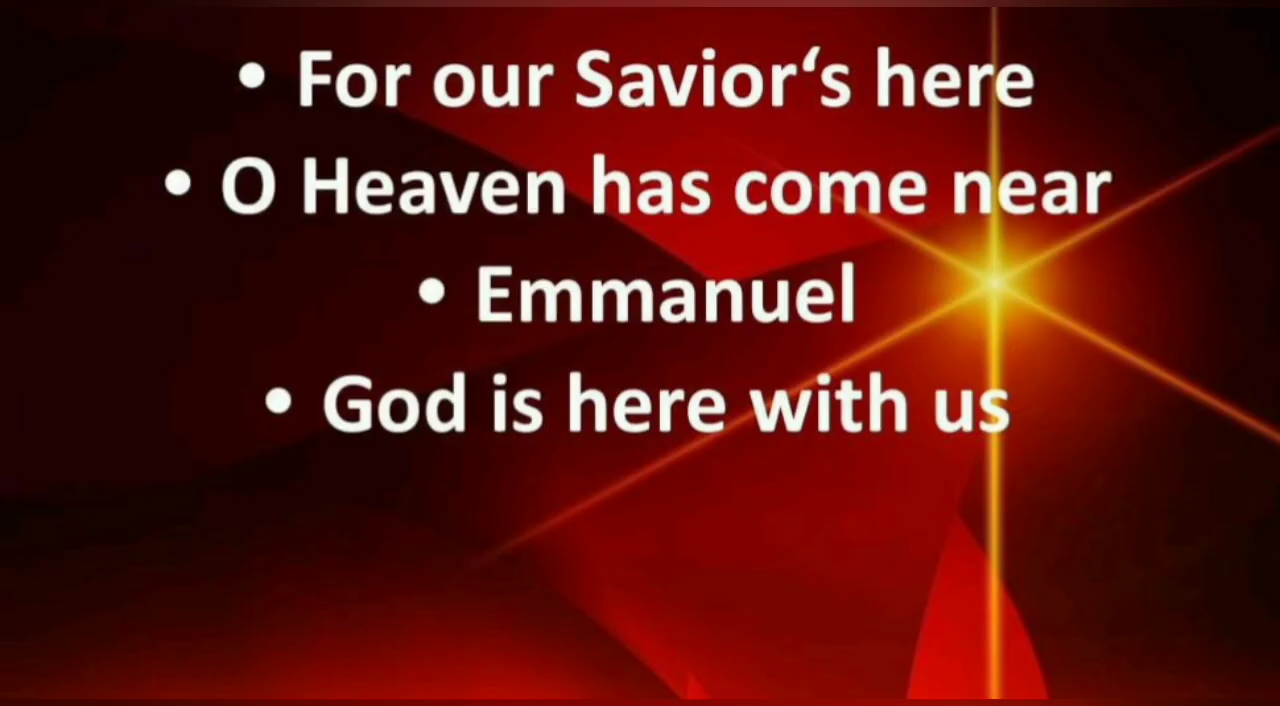 • For our Savior‘s here
• O Heaven has come near
• Emmanuel
• God is here with us